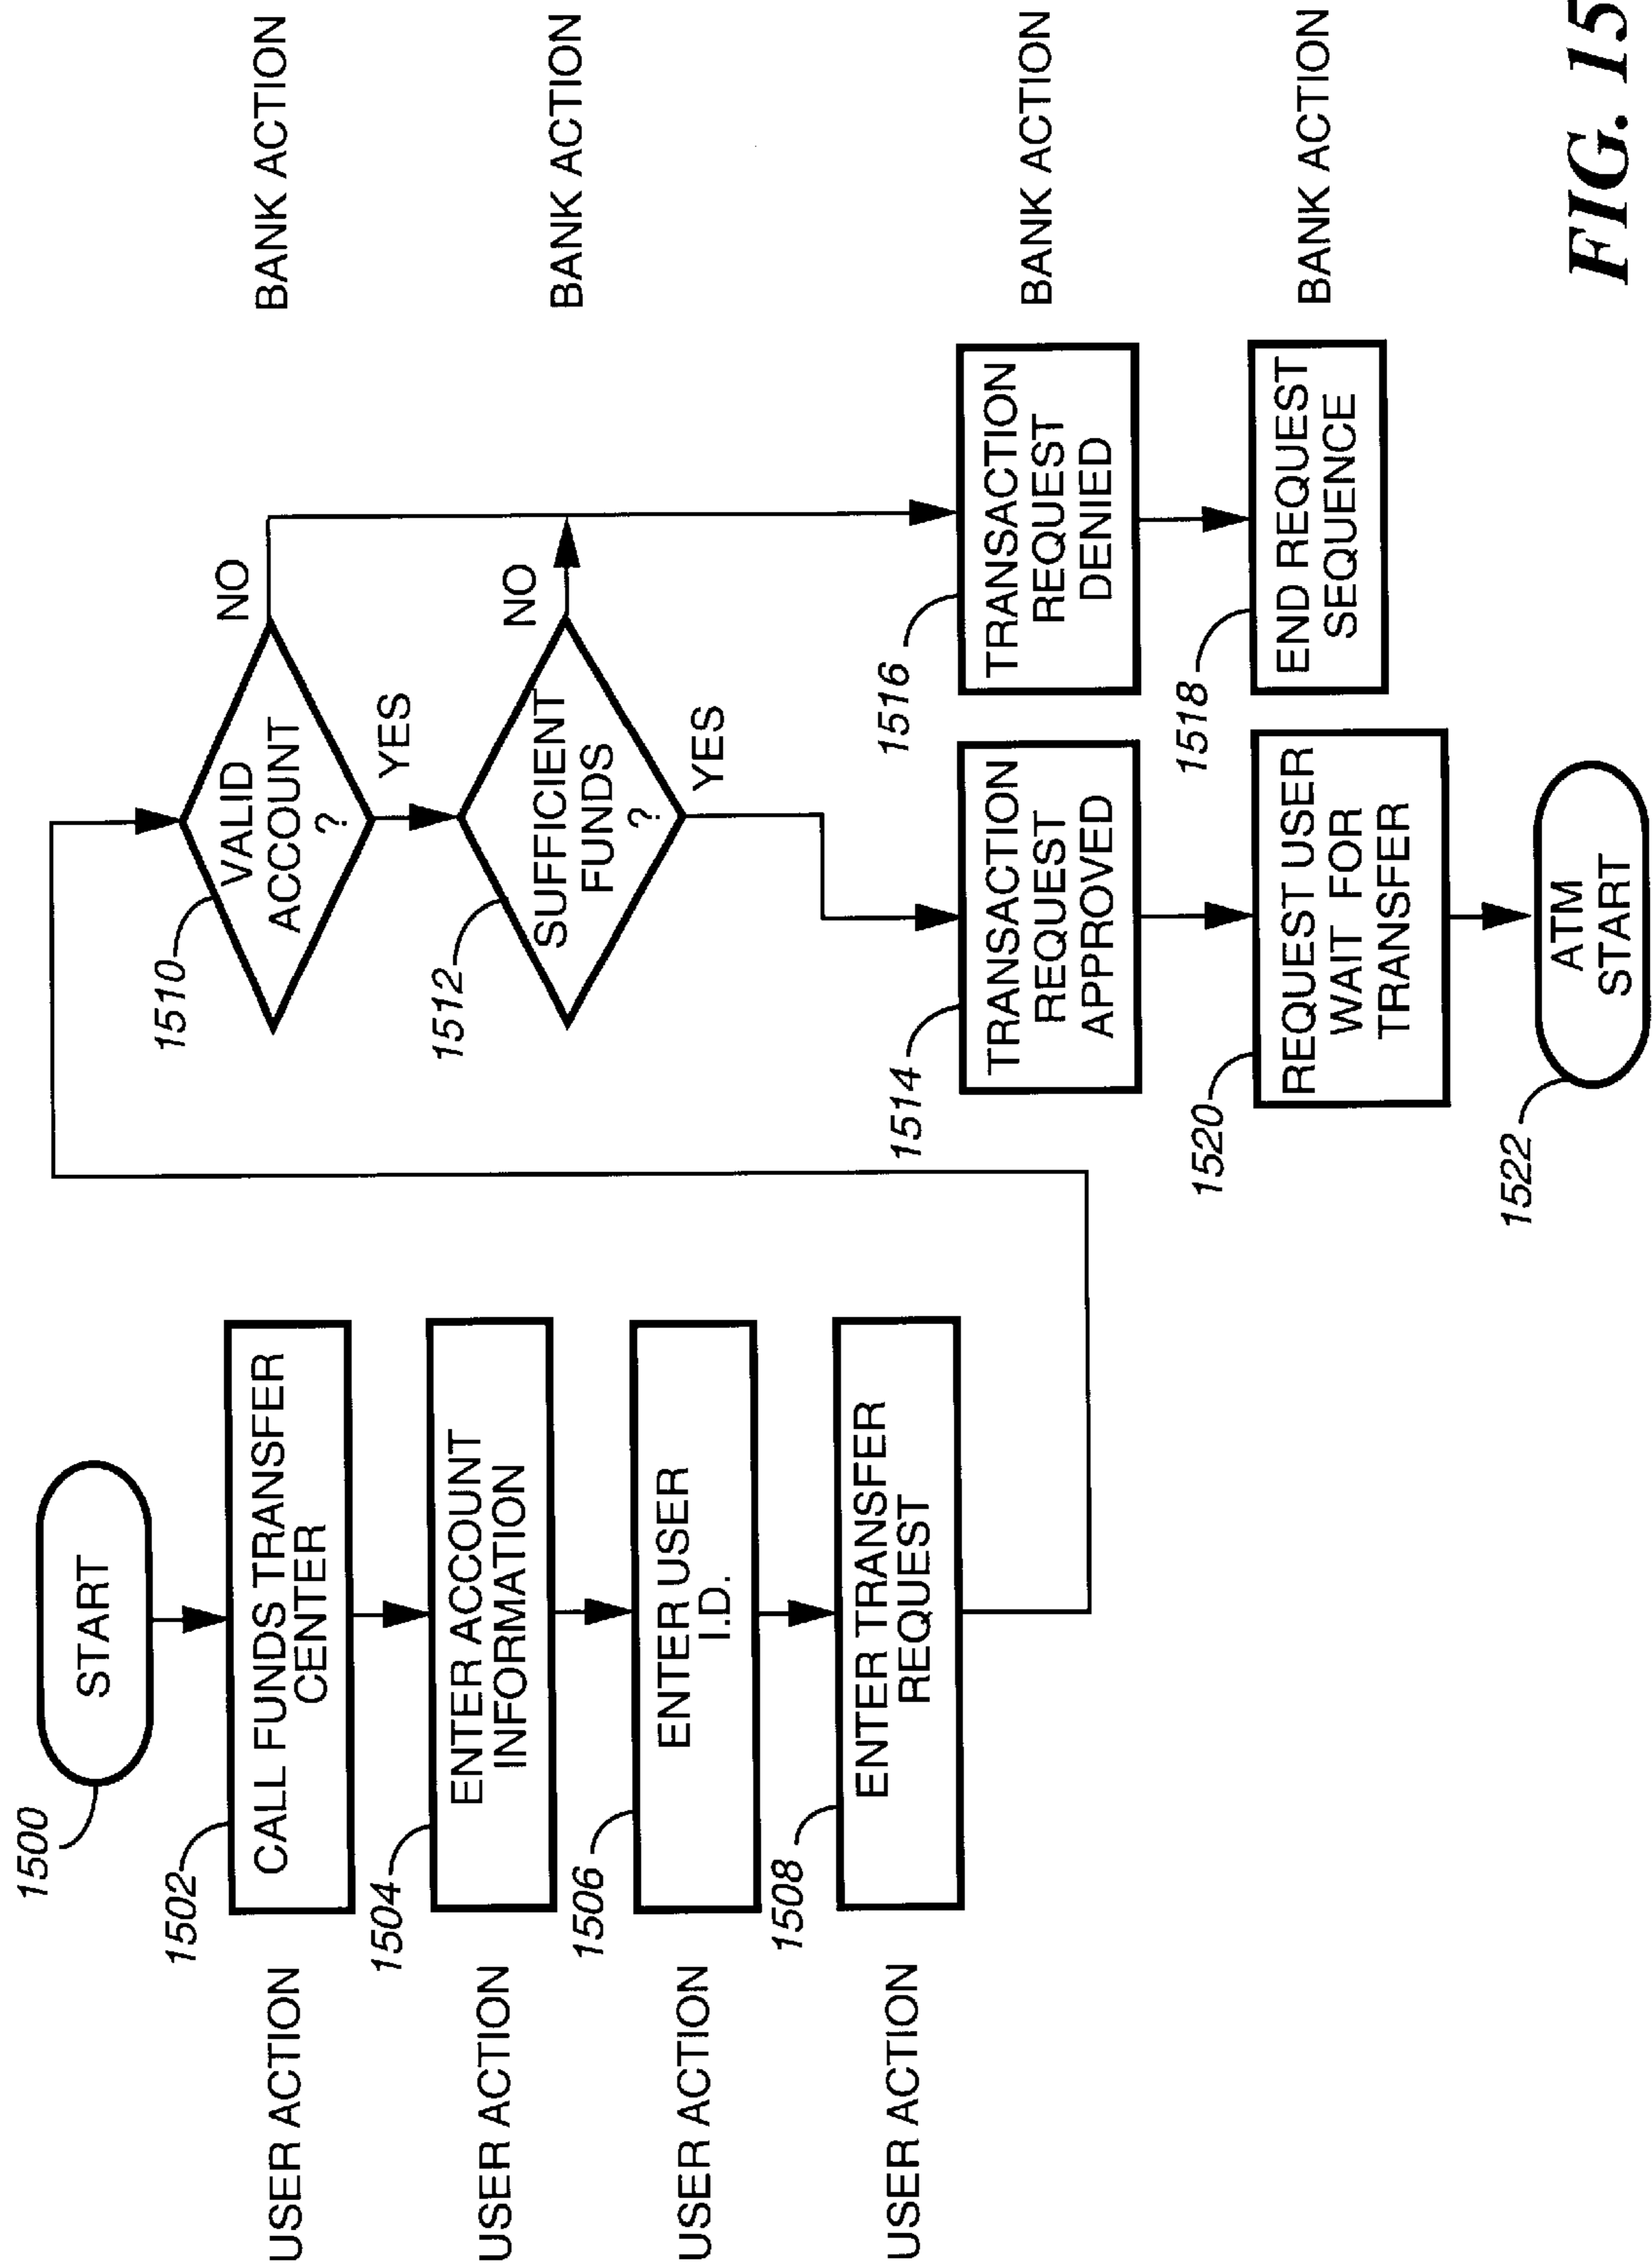 1500
START
USER ACTION
1502
CALL FUNDS TRANSFER
CENTER
USER ACTION
1504
ENTER ACCOUNT
INFORMATION
USER ACTION
1506
ENTER USER
I.D.
USER ACTION
1508
ENTER TRANSFER
REQUEST
1510
VALID
ACCOUNT
?
NO
YES
BANK ACTION
1512
SUFFICIENT
FUNDS
?
NO
YES
BANK ACTION
1514
TRANSACTION
REQUEST
APPROVED
1516
TRANSACTION
REQUEST
DENIED
BANK ACTION
1520
REQUEST USER
WAIT FOR
TRANSFER
1518
END REQUEST
SEQUENCE
BANK ACTION
1522
ATM
START
FIG. 15